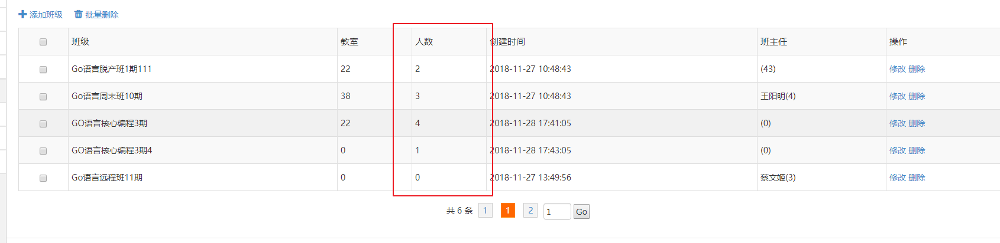 添加班级 批量删除
班级 教室 人数 创建时间 班主任 操作
Go语言脱产班1期111 22 2 2018-11-27 10:48:43 (43) 修改 删除
Go语言周末班10期 38 3 2018-11-27 10:48:43 王阳明(4) 修改 删除
GO语言核心编程3期 22 4 2018-11-28 17:41:05 (0) 修改 删除
GO语言核心编程3期4 0 1 2018-11-28 17:43:05 (0) 修改 删除
Go语言远程班11期 0 0 2018-11-27 13:49:56 蔡文姬(3) 修改 删除
共 6 条 1 1 2 1 Go